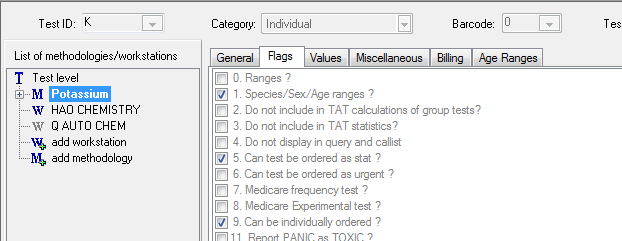 Test ID: K Category: Individual Barcode: 0 Tes
List of methodologies/workstations
General Flags Values Miscellaneous Billing Age Ranges
T Test level
M Potassium
W HAO CHEMISTRY
W Q AUTO CHEM
W add workstation
M add methodology
0. Ranges ?
1. Species/Sex/Age ranges ?
2. Do not include in TAT calculations of group tests?
3. Do not include in TAT statistics?
4. Do not display in query and callist
5. Can test be ordered as stat ?
6. Can test be ordered as urgent ?
7. Medicare frequency test ?
8. Medicare Experimental test ?
9. Can be individually ordered ?
11. Report PANIC as TOXIC ?